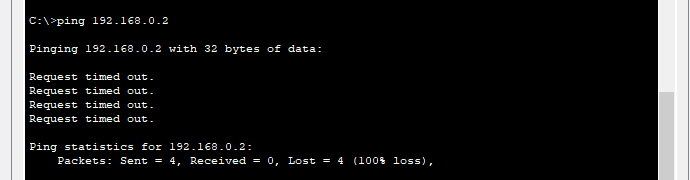 C:\>ping 192.168.0.2
Pinging 192.168.0.2 with 32 bytes of data:
Request timed out.
Request timed out.
Request timed out.
Request timed out.
Ping statistics for 192.168.0.2:
    Packets: Sent = 4, Received = 0, Lost = 4 (100% loss),